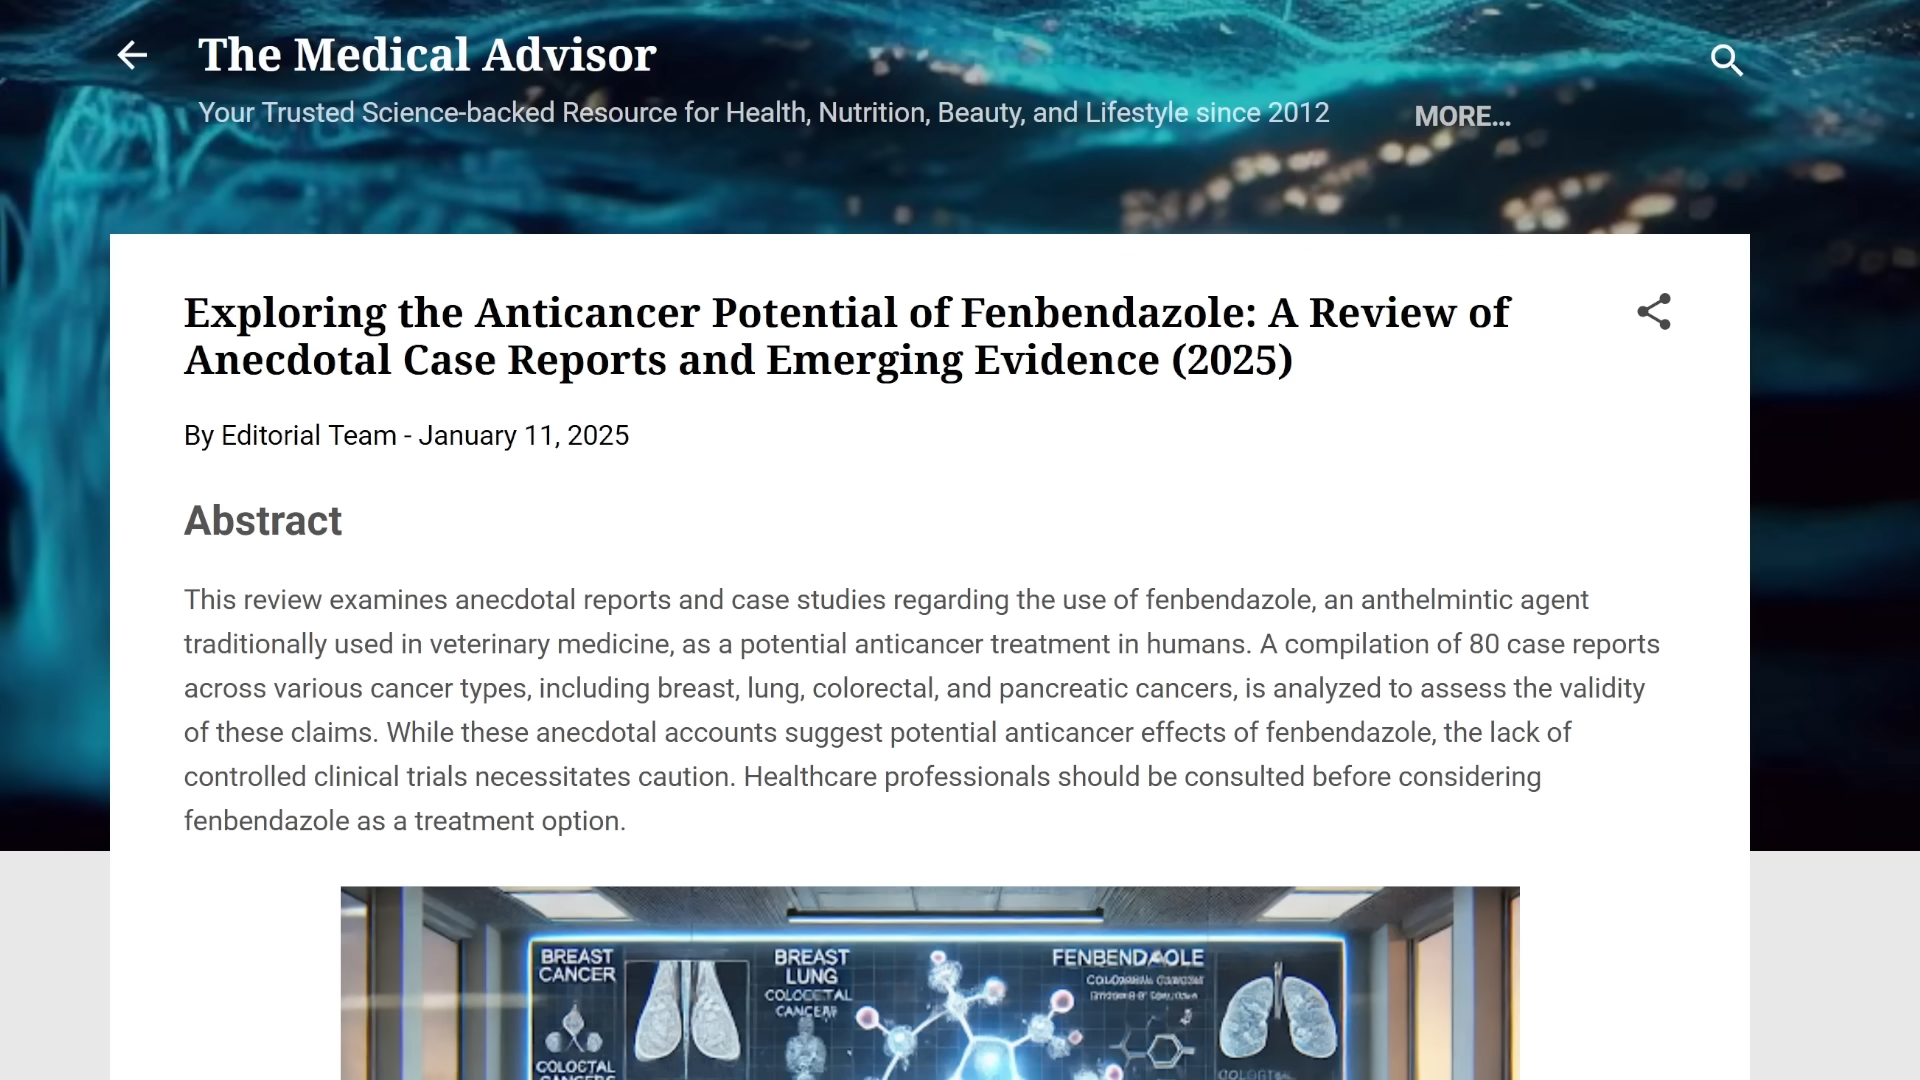 The Medical Advisor
Your Trusted Science-backed Resource for Health, Nutrition, Beauty, and Lifestyle since 2012
MORE...
Exploring the Anticancer Potential of Fenbendazole: A Review of
Anecdotal Case Reports and Emerging Evidence (2025)
By Editorial Team - January 11, 2025
Abstract
This review examines anecdotal reports and case studies regarding the use of fenbendazole, an anthelmintic agent
traditionally used in veterinary medicine, as a potential anticancer treatment in humans. A compilation of 80 case reports
across various cancer types, including breast, lung, colorectal, and pancreatic cancers, is analyzed to assess the validity
of these claims. While these anecdotal accounts suggest potential anticancer effects of fenbendazole, the lack of
controlled clinical trials necessitates caution. Healthcare professionals should be consulted before considering
fenbendazole as a treatment option.
BREAST
CANCER
BREAST
LUNG
FENBENDAOLE
COLOCTAL